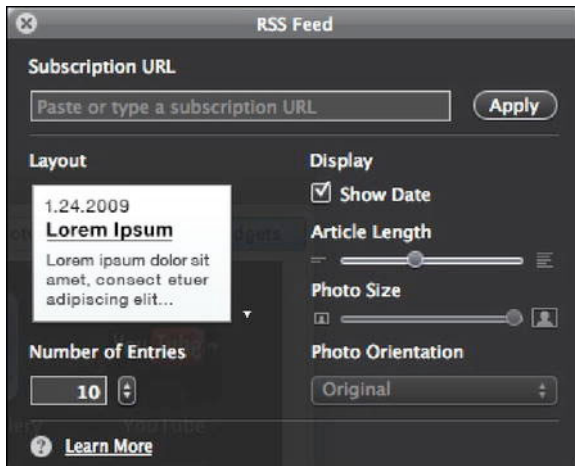 RSS Feed
Subscription URL
Paste or type a subscription URL
Apply
Layout
1.24.2009
Lorem Ipsum
Lorem ipsum dolor sit
amet, consect etuer
adipiscing elit...
Number of Entries
10
Display
Show Date
Article Length
Photo Size
Photo Orientation
Original
YouTube
Learn More